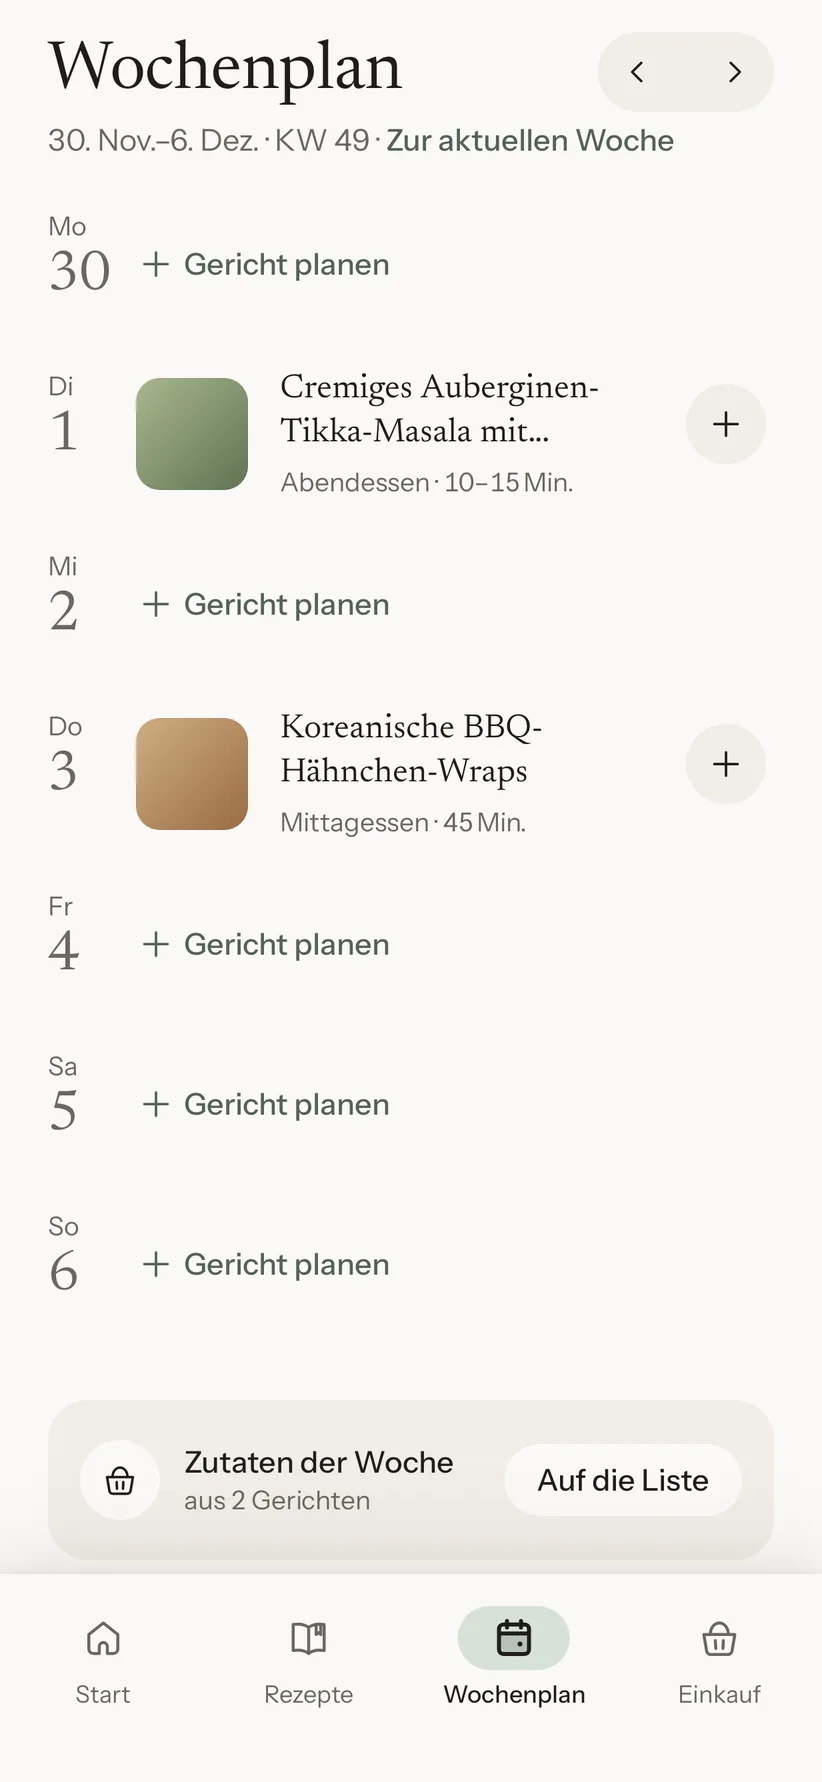 Wochenplan
30. Nov.–6. Dez. · KW 49 · Zur aktuellen Woche
Mo
30
Gericht planen
Di
1
Cremiges Auberginen-
Tikka-Masala mit...
Abendessen · 10–15 Min.
Mi
2
Gericht planen
Do
3
Koreanische BBQ-
Hähnchen-Wraps
Mittagessen · 45 Min.
Fr
4
Gericht planen
Sa
5
Gericht planen
So
6
Gericht planen
Zutaten der Woche
aus 2 Gerichten
Auf die Liste
Start
Rezepte
Wochenplan
Einkauf